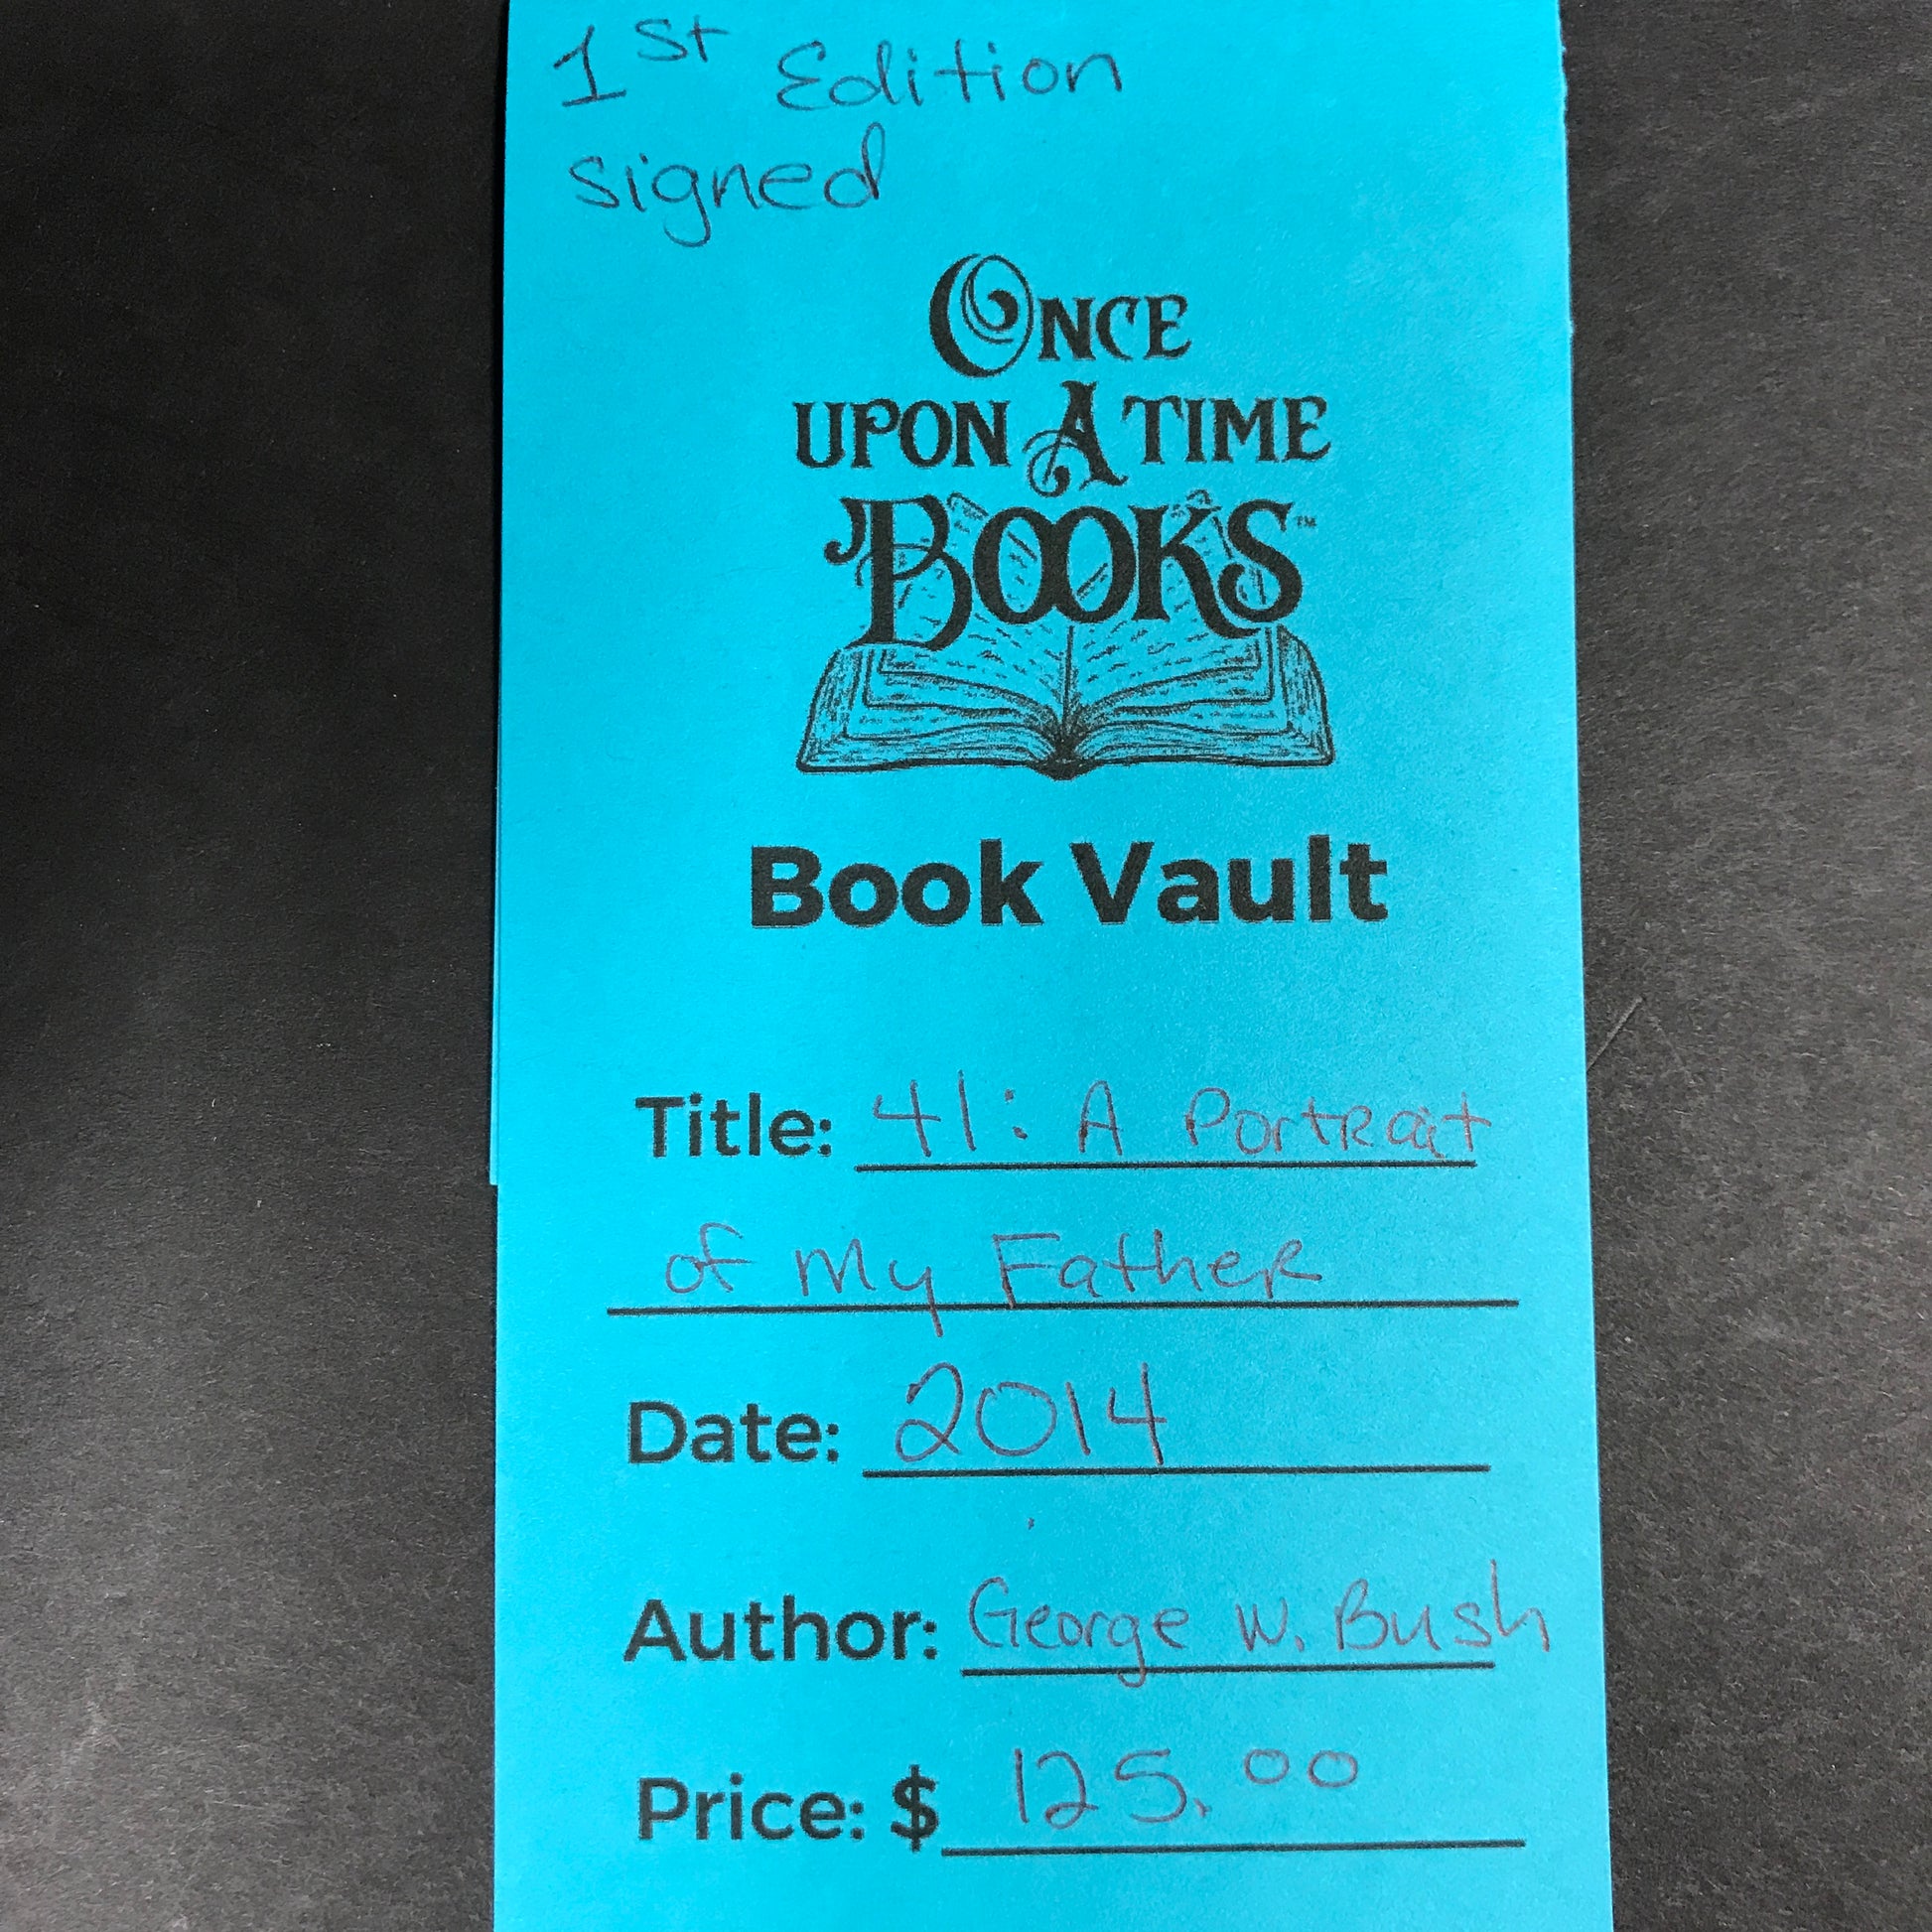 1st Edition
signed
ONCE
UPON A TIME
BOOKS™
Book Vault
Title: 41: A Portrait
of My Father
Date: 2014
Author: George W. Bush
Price: $ 125.00